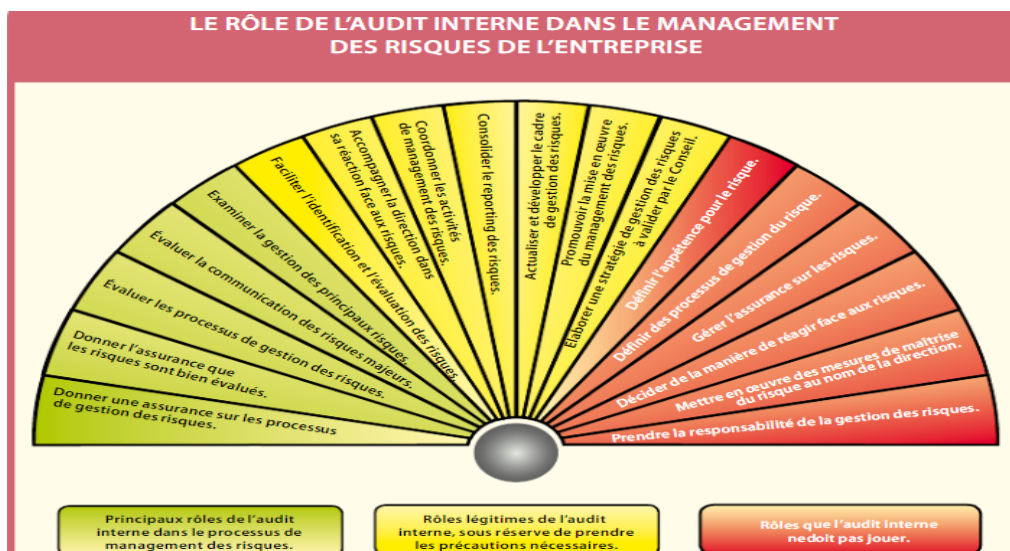 LE RÔLE DE L'AUDIT INTERNE DANS LE MANAGEMENT
DES RISQUES DE L'ENTREPRISE
Donner une assurance sur les processus
de gestion des risques.
Donner l'assurance que
les risques sont bien évalués.
Évaluer les processus de gestion des risques.
Évaluer la communication des risques majeurs.
Examiner la gestion des principaux risques.
Faciliter l'identification et l'évaluation des risques.
Accompagner la direction dans
sa réaction face aux risques.
Coordonner les activités
de management des risques.
Consolider le reporting des risques.
Actualiser et développer le cadre
de gestion des risques.
Promouvoir la mise en œuvre
du management des risques.
Elaborer une stratégie de gestion des risques
à valider par le Conseil.
Définir l'appétence pour le risque.
Définir des processus de gestion du risque.
Gérer l'assurance sur les risques.
Décider de la manière de réagir face aux risques.
Mettre en œuvre des mesures de maîtrise
du risque au nom de la direction.
Prendre la responsabilité de la gestion des risques.
Principaux rôles de l'audit
interne dans le processus de
management des risques.
Rôles légitimes de l'audit
interne, sous réserve de prendre
les précautions nécessaires.
Rôles que l'audit interne
nedoit pas jouer.